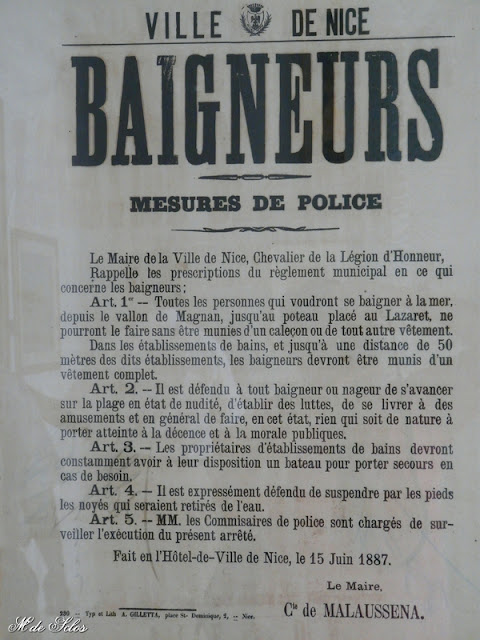 VILLE DE NICE
BAIGNEURS
MESURES DE POLICE
Le Maire de la Ville de Nice, Chevalier de la Légion d'Honneur,
Rappelle les prescriptions du règlement municipal en ce qui
concerne les baigneurs ;
Art. 1er — Toutes les personnes qui voudront se baigner à la mer,
depuis le vallon de Magnan, jusqu'au poteau placé au Lazaret, ne
pourront le faire sans être munies d'un caleçon ou de tout autre vêtement.
Dans les établissements de bains, et jusqu'à une distance de 50
mètres des dits établissements, les baigneurs devront être munis d'un
vêtement complet.
Art. 2. — Il est défendu à tout baigneur ou nageur de s'avancer
sur la plage en état de nudité, d'établir des luttes, de se livrer à des
amusements et en général de faire, en cet état, rien qui soit de nature à
porter atteinte à la décence et à la morale publiques.
Art. 3. — Les propriétaires d'établissements de bains devront
constamment avoir à leur disposition un bateau pour porter secours en
cas de besoin.
Art. 4. — Il est expressément défendu de suspendre par les pieds
les noyés qui seraient retirés de l'eau.
Art. 5. — MM. les Commisaires de police sont chargés de sur-
veiller l'exécution du présent arrêté.
Fait en l'Hôtel-de-Ville de Nice, le 15 Juin 1887.
Le Maire,
Cte de MALAUSSENA.
230 — Typ et Lith A. GILLETTA, place St- Dominique, 2, — Nice.
M de Silos